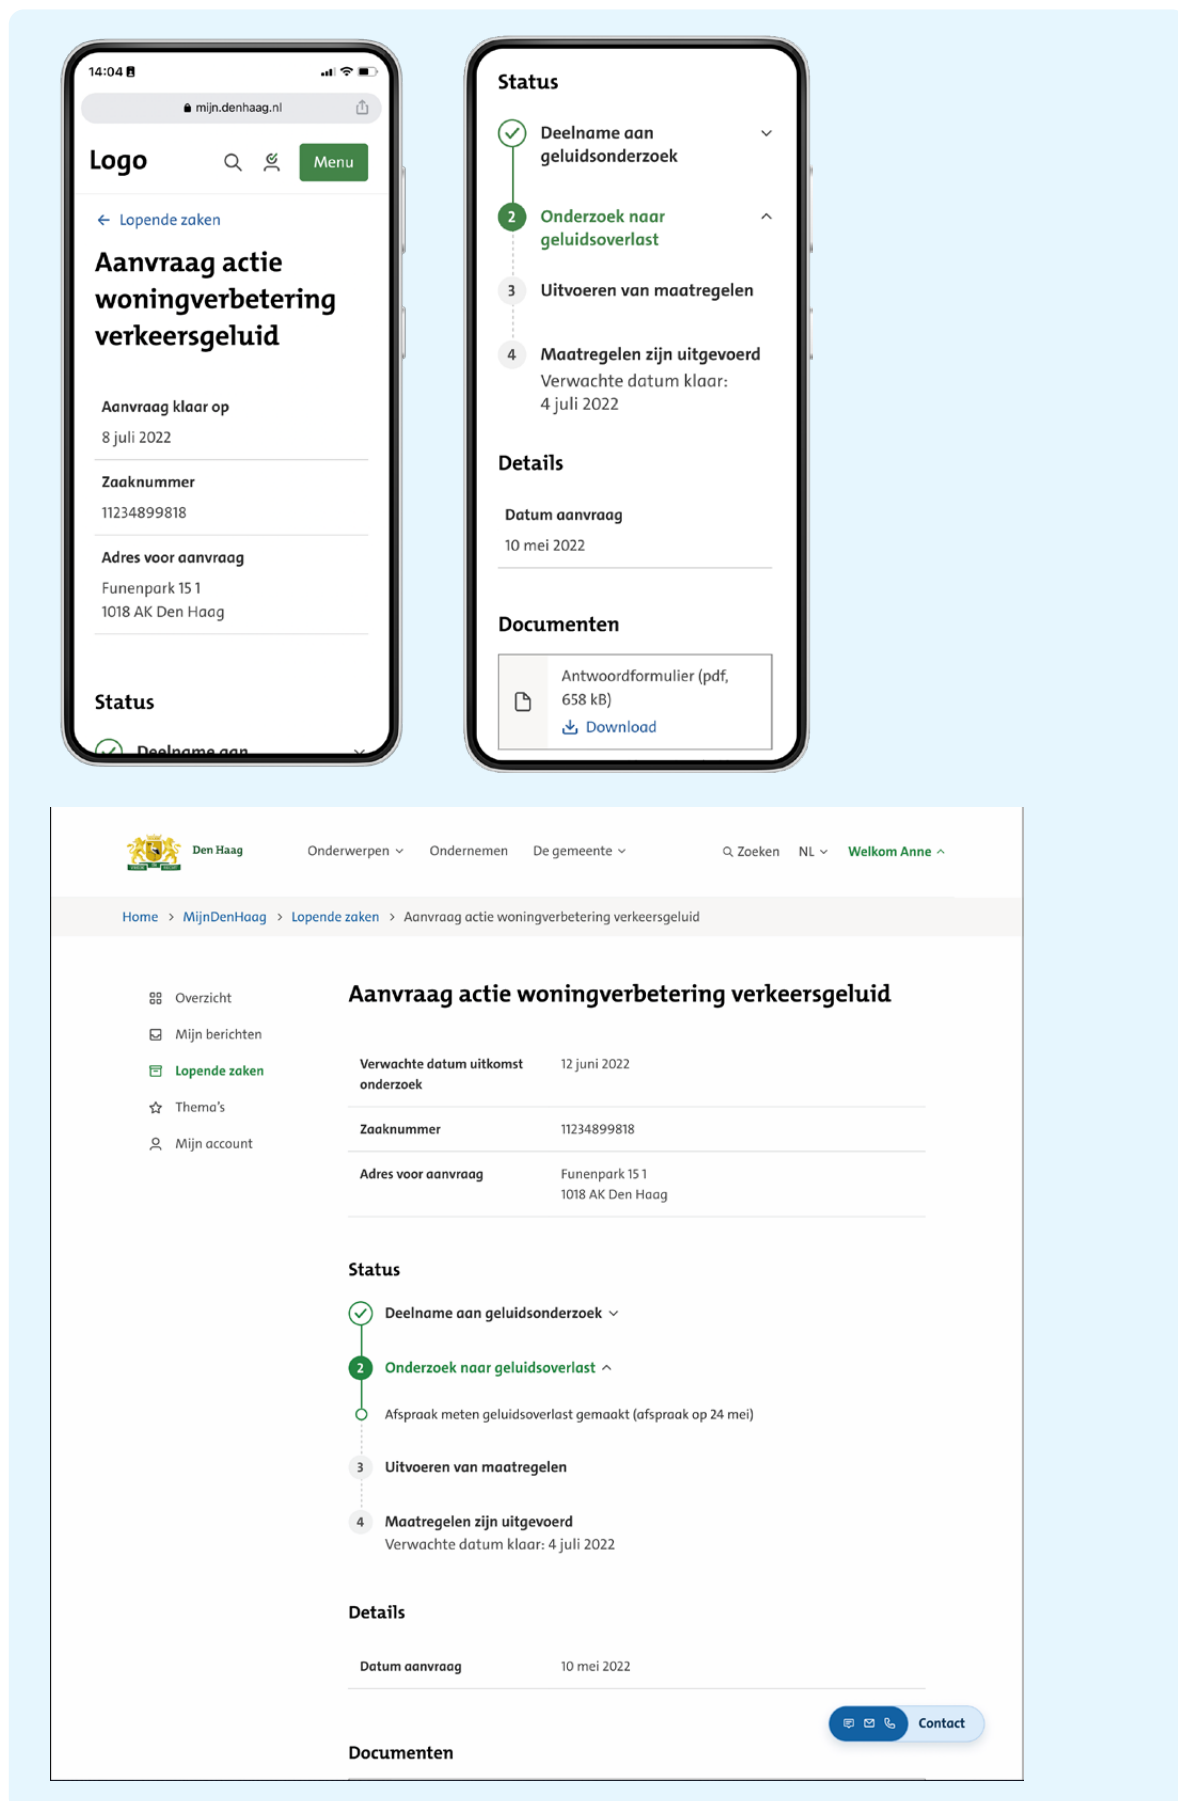 14:04
mijn.denhaag.nl
Logo
Menu
← Lopende zaken
Aanvraag actie
woningverbetering
verkeersgeluid
Aanvraag klaar op
8 juli 2022
Zaaknummer
11234899818
Adres voor aanvraag
Funenpark 15 1
1018 AK Den Haag
Status
Deelname aan
Status
Deelname aan
geluidsonderzoek
2 Onderzoek naar
geluidsoverlast
3 Uitvoeren van maatregelen
4 Maatregelen zijn uitgevoerd
Verwachte datum klaar:
4 juli 2022
Details
Datum aanvraag
10 mei 2022
Documenten
Antwoordformulier (pdf,
658 kB)
Download
Den Haag Onderwerpen Ondernemen De gemeente Zoeken NL Welkom Anne
Home > MijnDenHaag > Lopende zaken > Aanvraag actie woningverbetering verkeersgeluid
Overzicht
Mijn berichten
Lopende zaken
Thema's
Mijn account
Aanvraag actie woningverbetering verkeersgeluid
Verwachte datum uitkomst 12 juni 2022
onderzoek
Zaaknummer 11234899818
Adres voor aanvraag Funenpark 15 1
1018 AK Den Haag
Status
Deelname aan geluidsonderzoek
2 Onderzoek naar geluidsoverlast
Afspraak meten geluidsoverlast gemaakt (afspraak op 24 mei)
3 Uitvoeren van maatregelen
4 Maatregelen zijn uitgevoerd
Verwachte datum klaar: 4 juli 2022
Details
Datum aanvraag 10 mei 2022
Contact
Documenten